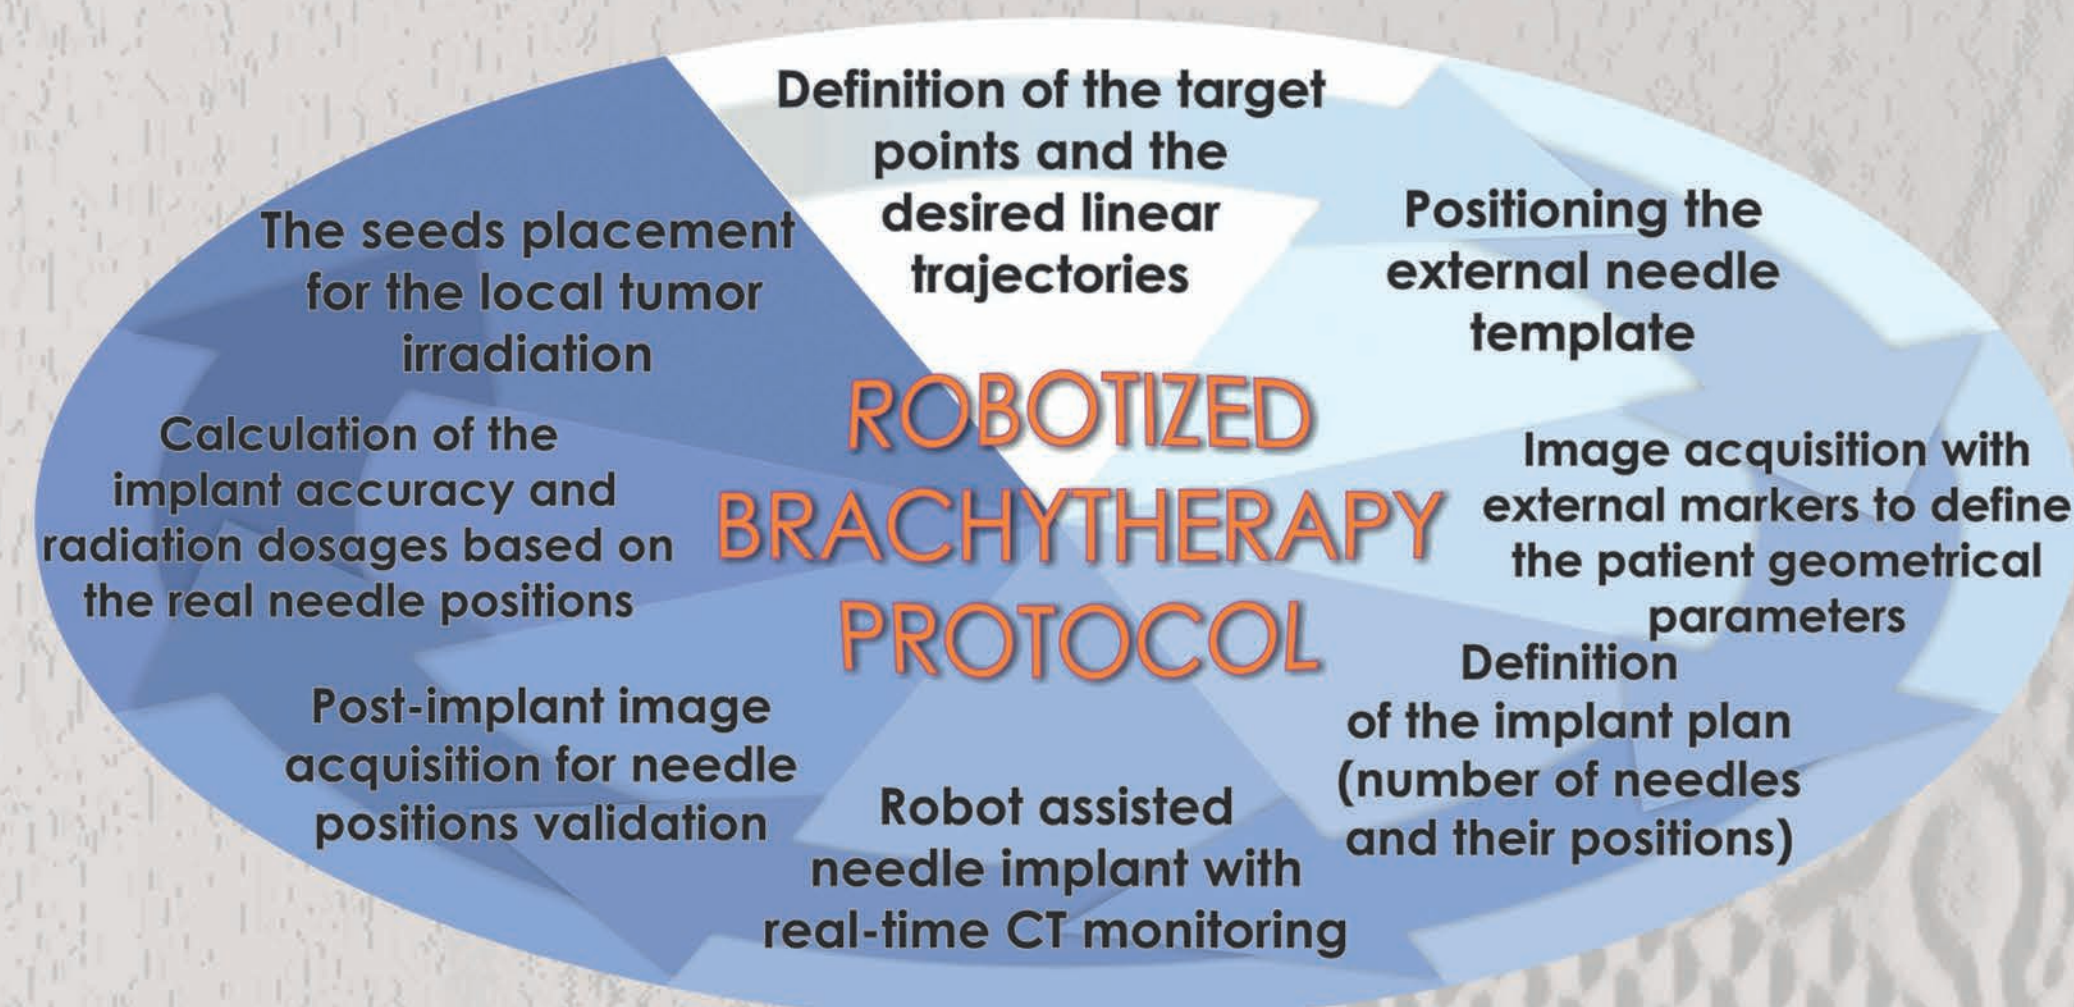 Definition of the target
points and the
desired linear
trajectories
Positioning the
external needle
template
Image acquisition with
external markers to define
the patient geometrical
parameters
Definition
of the implant plan
(number of needles
and their positions)
Robot assisted
needle implant with
real-time CT monitoring
Post-implant image
acquisition for needle
positions validation
Calculation of the
implant accuracy and
radiation dosages based on
the real needle positions
The seeds placement
for the local tumor
irradiation
ROBOTIZED
BRACHYTHERAPY
PROTOCOL